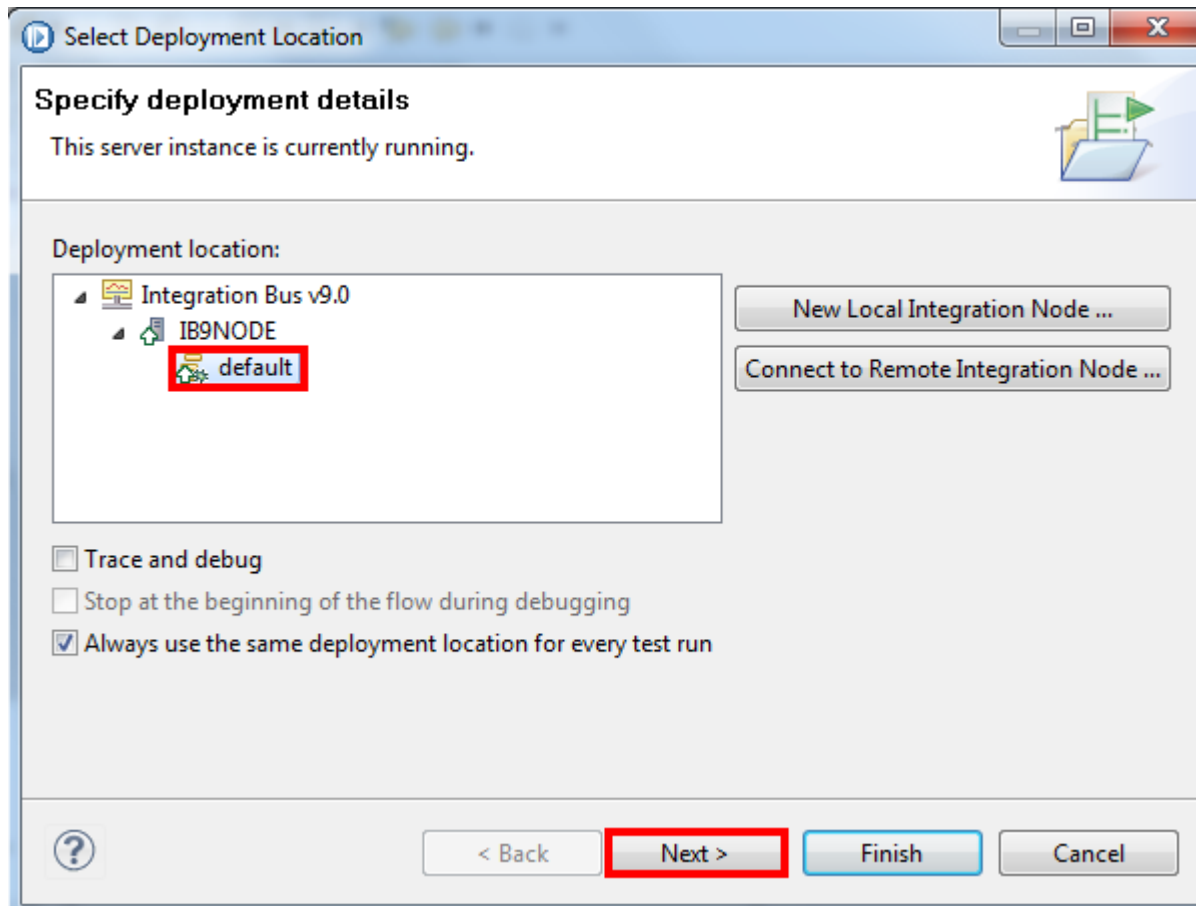 Select Deployment Location
Specify deployment details
This server instance is currently running.
Deployment location:
Integration Bus v9.0
IB9NODE
default
New Local Integration Node ...
Connect to Remote Integration Node ...
Trace and debug
Stop at the beginning of the flow during debugging
Always use the same deployment location for every test run
?
< Back
Next >
Finish
Cancel